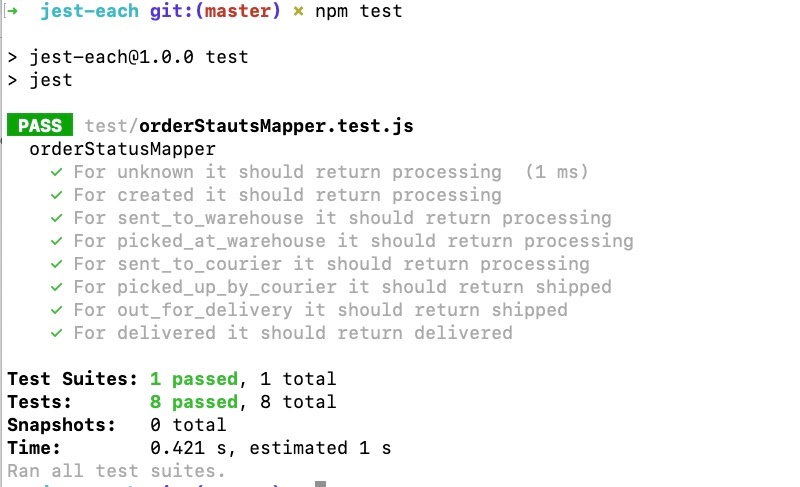 → jest-each git:(master) × npm test
> jest-each@1.0.0 test
> jest
PASS test/orderStautsMapper.test.js
orderStatusMapper
✓ For unknown it should return processing (1 ms)
✓ For created it should return processing
✓ For sent_to_warehouse it should return processing
✓ For picked_at_warehouse it should return processing
✓ For sent_to_courier it should return processing
✓ For picked_up_by_courier it should return shipped
✓ For out_for_delivery it should return shipped
✓ For delivered it should return delivered
Test Suites: 1 passed, 1 total
Tests: 8 passed, 8 total
Snapshots: 0 total
Time: 0.421 s, estimated 1 s
Ran all test suites.